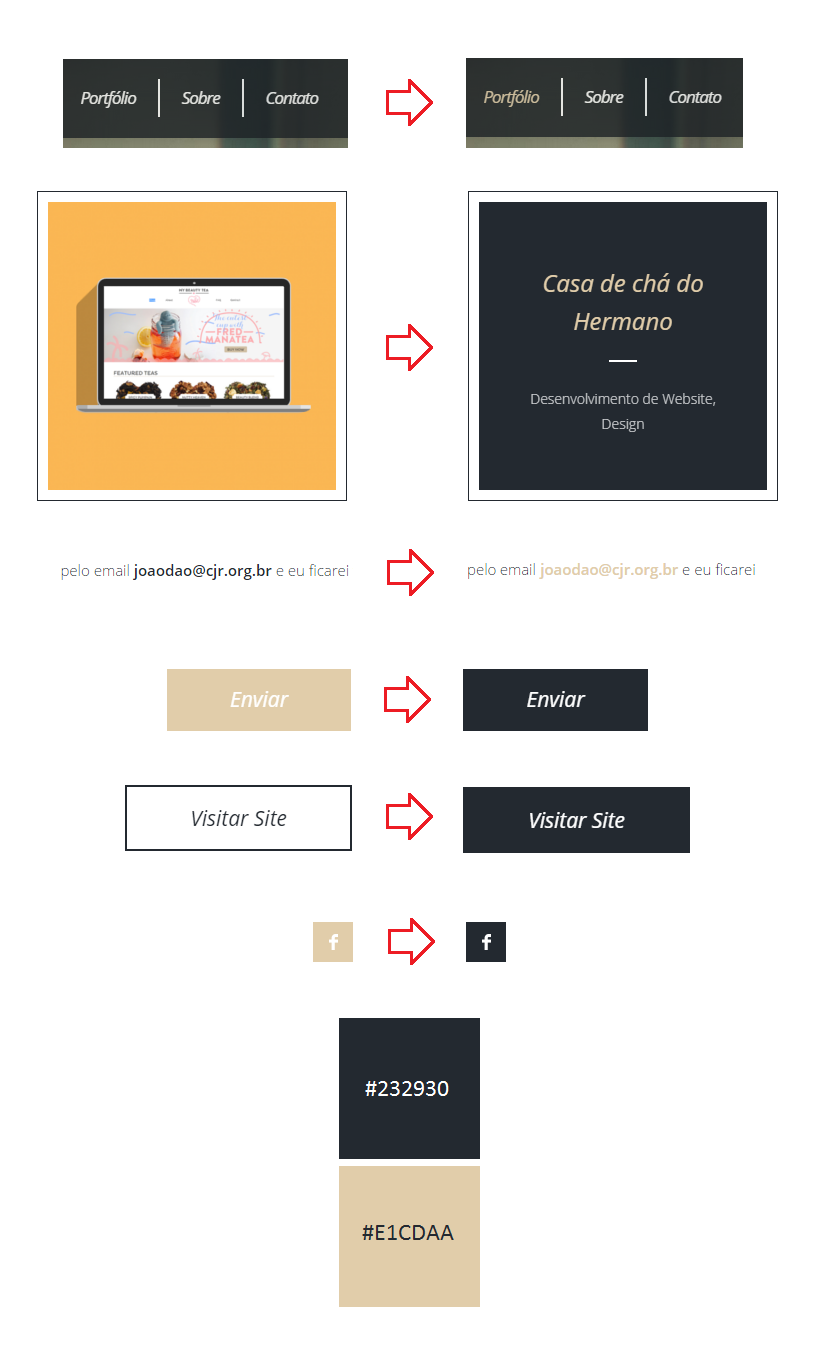 Portfólio Sobre Contato
Portfólio Sobre Contato
MY BEAUTY TEA
FRED
MANATEA
FEATURED TEAS
Casa de chá do
Hermano
Desenvolvimento de Website,
Design
pelo email joaodao@cjr.org.br e eu ficarei
pelo email joaodao@cjr.org.br e eu ficarei
Enviar
Enviar
Visitar Site
Visitar Site
f
f
#232930
#E1CDAA